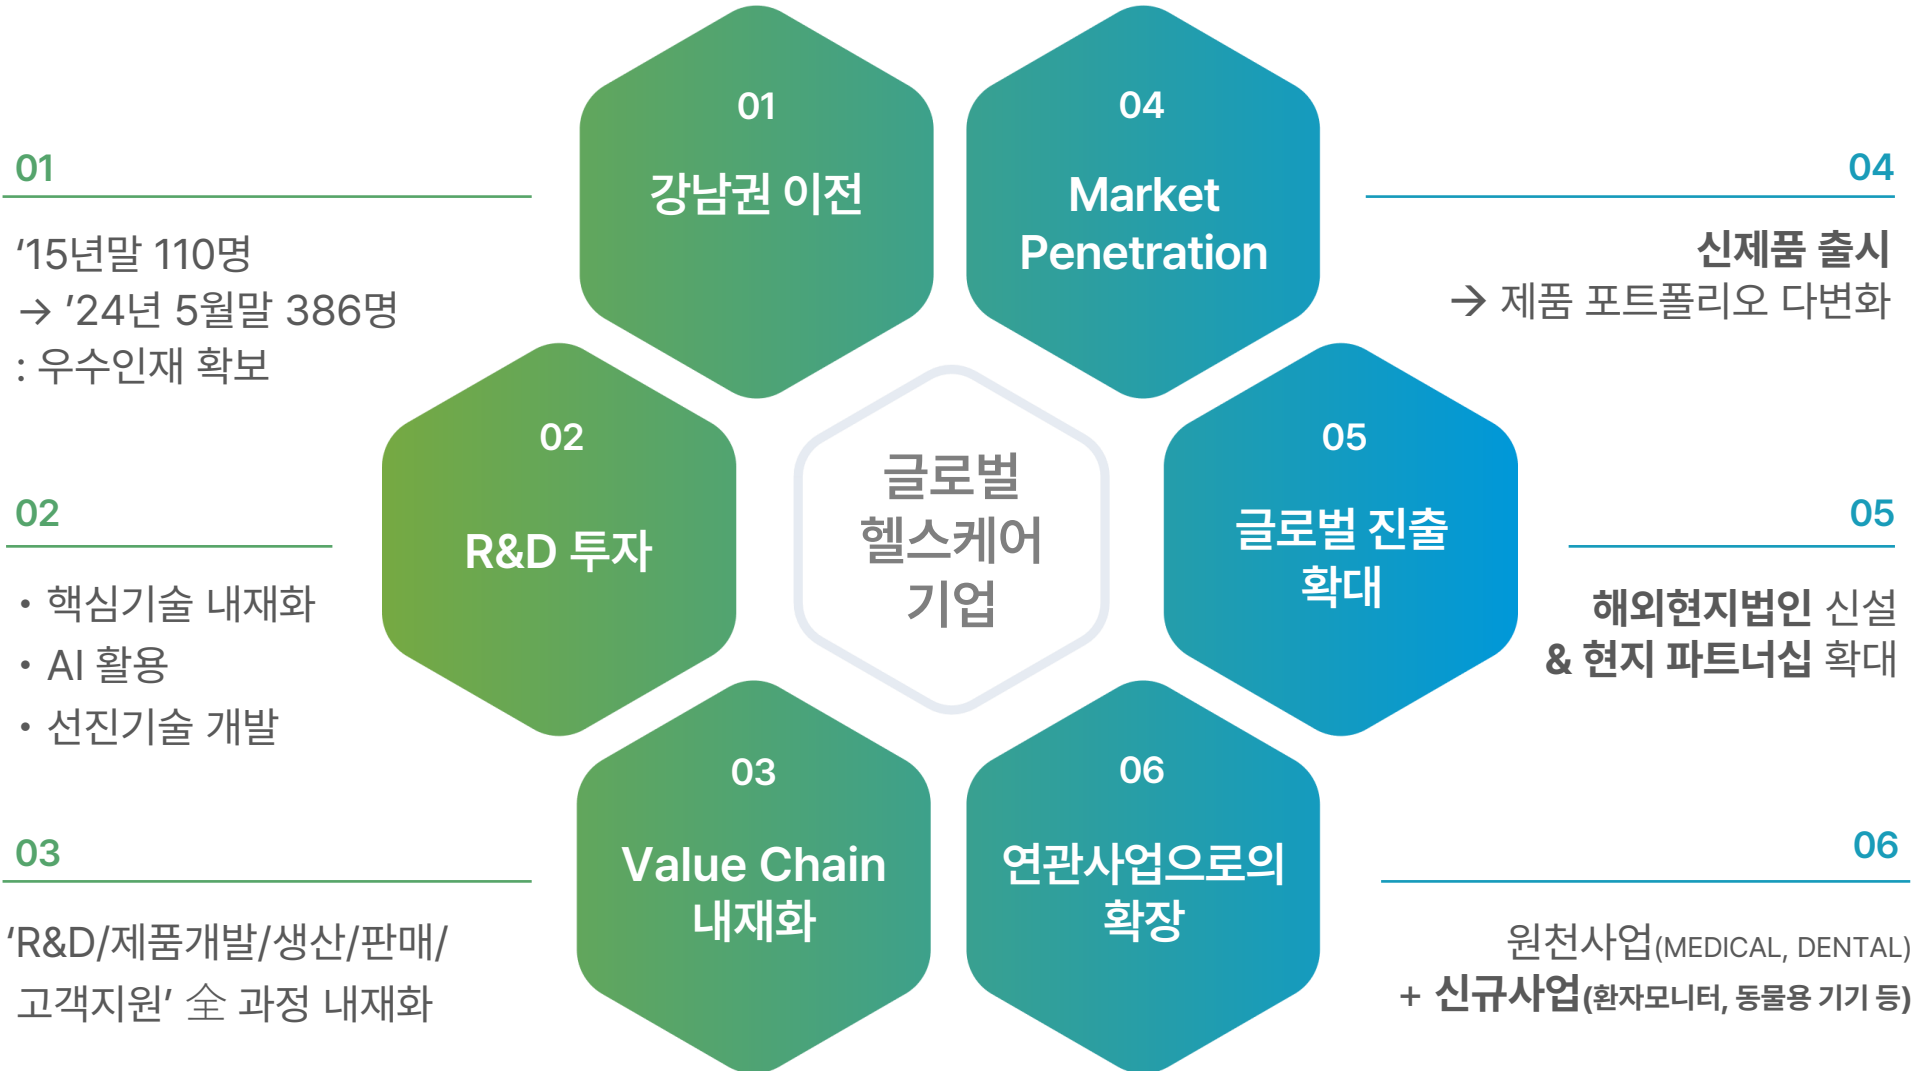 01
‘15년말 110명
→ ’24년 5월말 386명
: 우수인재 확보
02
• 핵심기술 내재화
• AI 활용
• 선진기술 개발
03
‘R&D/제품개발/생산/판매/
고객지원’ 全 과정 내재화
01
강남권 이전
02
R&D 투자
03
Value Chain
내재화
글로벌
헬스케어
기업
04
Market
Penetration
05
글로벌 진출
확대
06
연관사업으로의
확장
04
신제품 출시
→ 제품 포트폴리오 다변화
05
해외현지법인 신설
& 현지 파트너십 확대
06
원천사업(MEDICAL, DENTAL)
+ 신규사업(환자모니터, 동물용 기기 등)